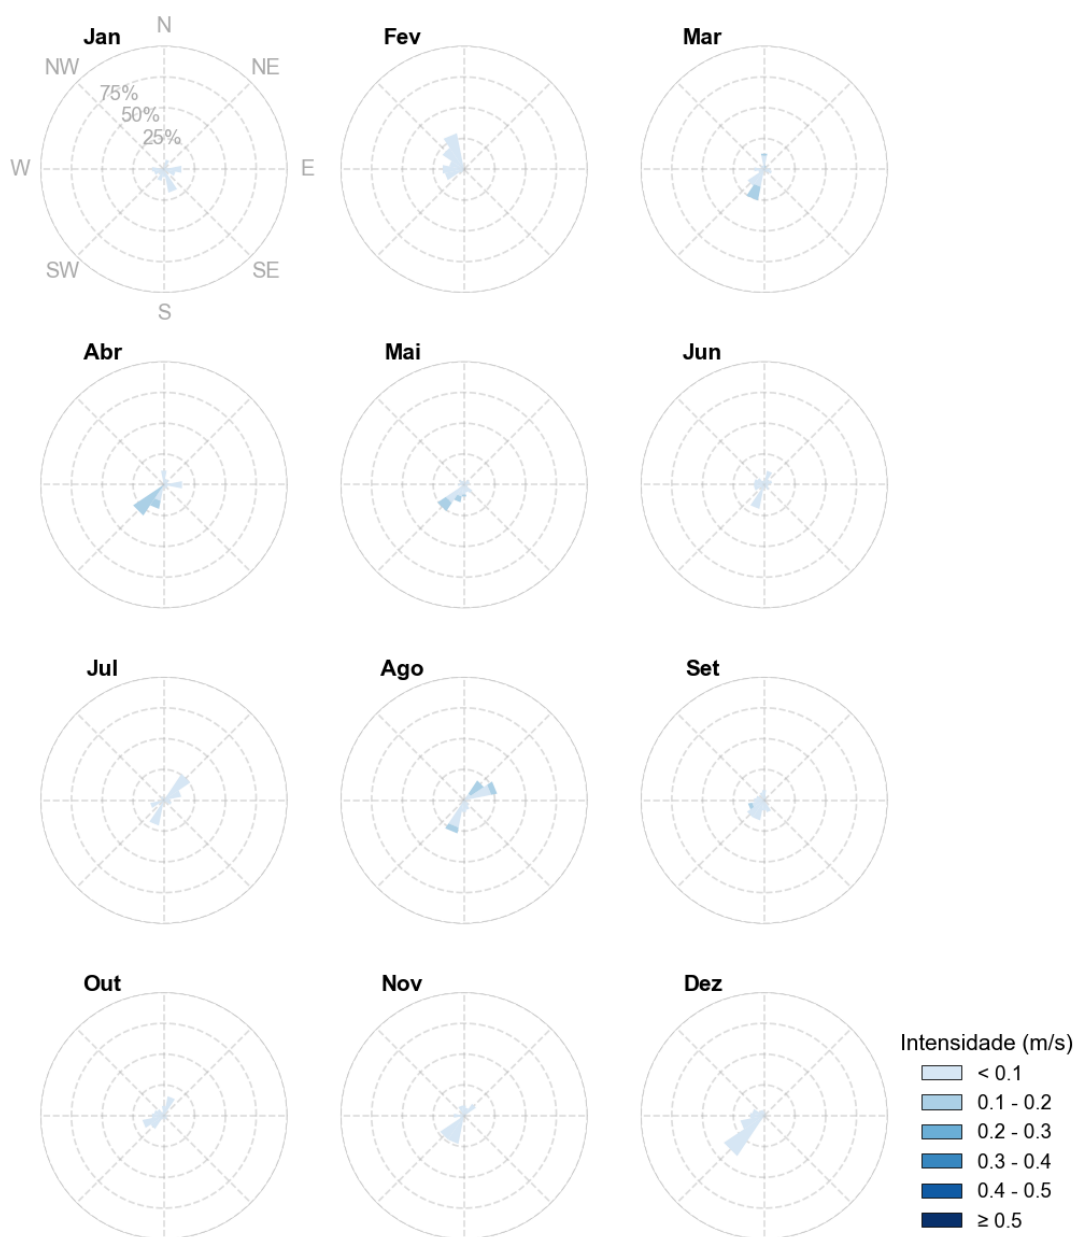 Jan
N
Fev
Mar
NW
NE
75%
50%
25%
W
E
SW
SE
S
Abr
Mai
Jun
Jul
Ago
Set
Out
Nov
Dez
Intensidade (m/s)
< 0.1
0.1 - 0.2
0.2 - 0.3
0.3 - 0.4
0.4 - 0.5
≥ 0.5